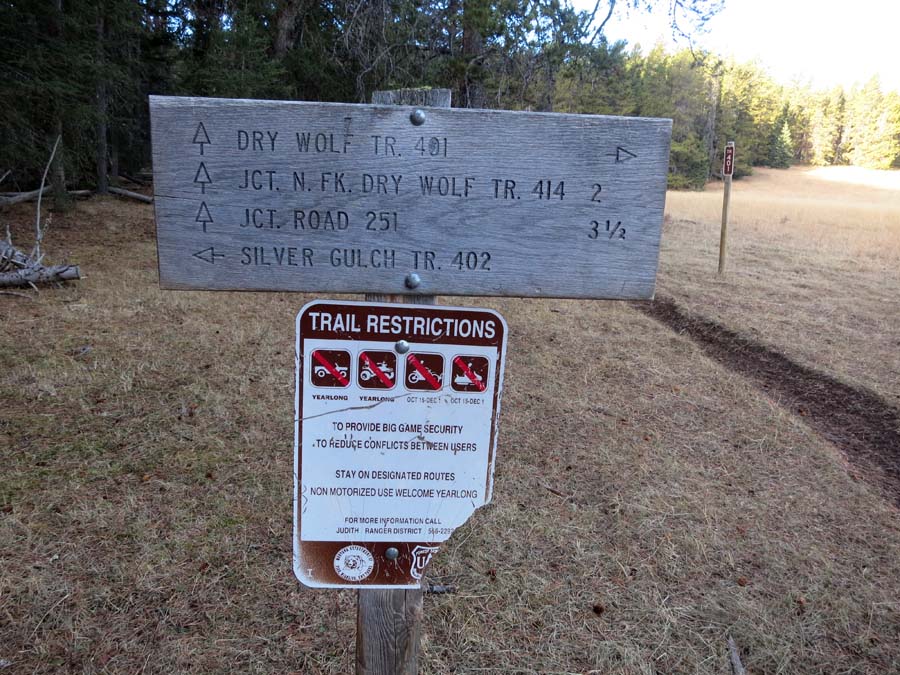 DRY WOLF TR. 401
JCT. N. FK. DRY WOLF TR. 414 2
JCT. ROAD 251 3 1/2
SILVER GULCH TR. 402
401
TRAIL RESTRICTIONS
YEARLONG YEARLONG OCT 15-DEC 1 OCT 15-DEC 1
TO PROVIDE BIG GAME SECURITY
TO REDUCE CONFLICTS BETWEEN USERS
STAY ON DESIGNATED ROUTES
NON MOTORIZED USE WELCOME YEARLONG
FOR MORE INFORMATION CALL
JUDITH RANGER DISTRICT